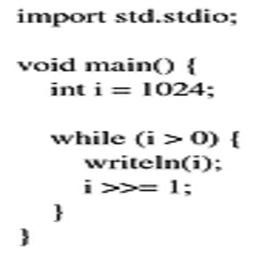 import std.stdio;

void main() {
    int i = 1024;

    while (i > 0) {
        writeln(i);
        i >>= 1;
    }
}